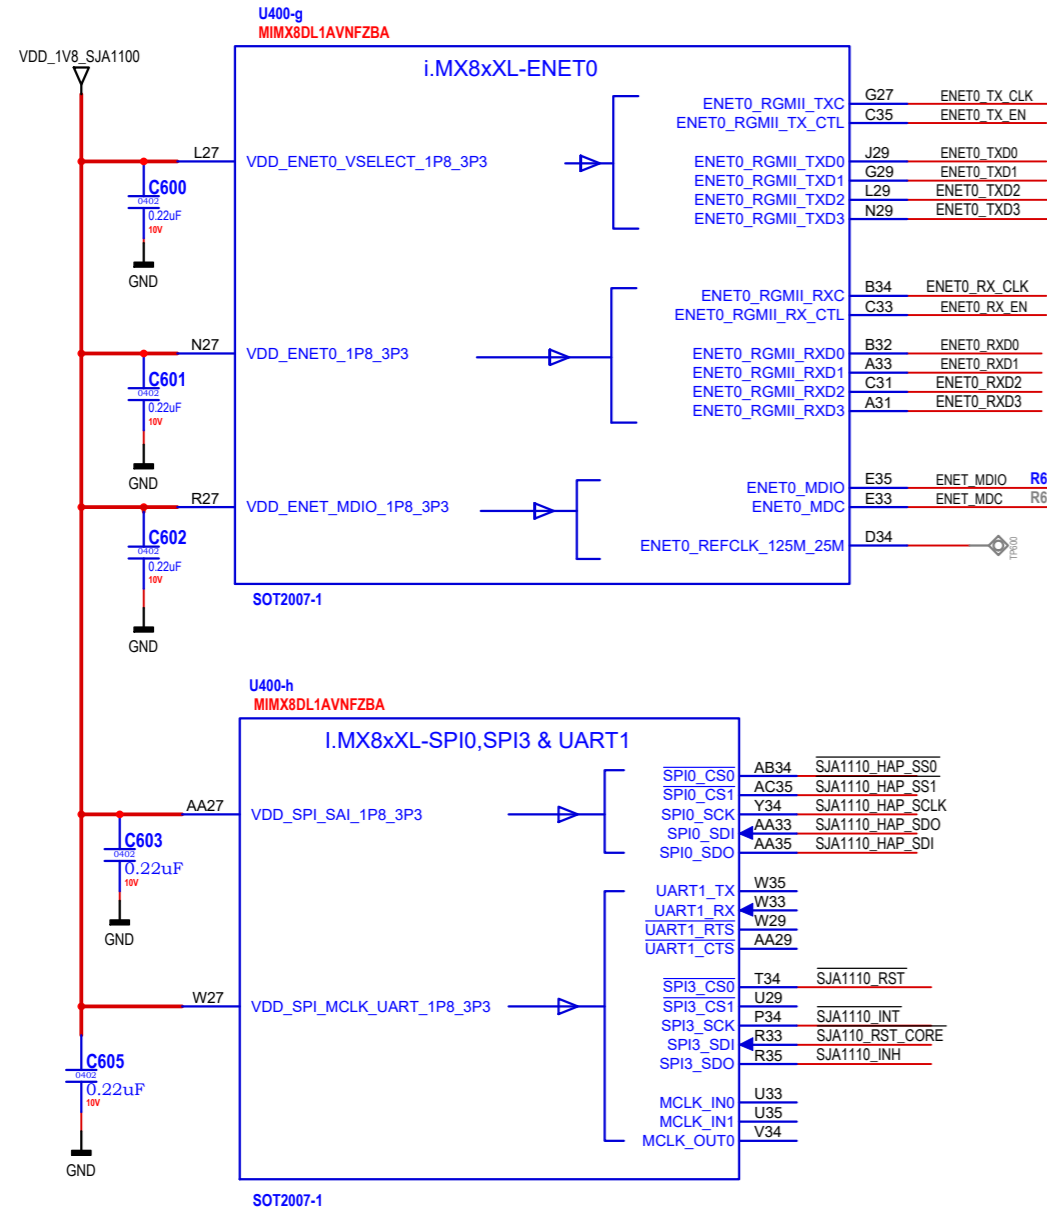 U400-g
MIMX8DL1AVNFZBA
VDD_1V8_SJA1100
i.MX8xXL-ENET0
ENET0_RGMII_TXC G27 ENET0_TX_CLK
ENET0_RGMII_TX_CTL C35 ENET0_TX_EN
L27 VDD_ENET0_VSELECT_1P8_3P3
ENET0_RGMII_TXD0 J29 ENET0_TXD0
ENET0_RGMII_TXD1 G29 ENET0_TXD1
ENET0_RGMII_TXD2 L29 ENET0_TXD2
ENET0_RGMII_TXD3 N29 ENET0_TXD3
C600
0402
0.22uF
10V
GND
ENET0_RGMII_RXC B34 ENET0_RX_CLK
ENET0_RGMII_RX_CTL C33 ENET0_RX_EN
N27 VDD_ENET0_1P8_3P3
ENET0_RGMII_RXD0 B32 ENET0_RXD0
ENET0_RGMII_RXD1 A33 ENET0_RXD1
ENET0_RGMII_RXD2 C31 ENET0_RXD2
ENET0_RGMII_RXD3 A31 ENET0_RXD3
C601
0402
0.22uF
10V
GND
R27 VDD_ENET_MDIO_1P8_3P3
ENET0_MDIO E35 ENET_MDIO R6
ENET0_MDC E33 ENET_MDC R6
ENET0_REFCLK_125M_25M D34
TP600
C602
0402
0.22uF
10V
GND
SOT2007-1
U400-h
MIMX8DL1AVNFZBA
I.MX8xXL-SPI0,SPI3 & UART1
SPI0_CS0 AB34 SJA1110_HAP_SS0
SPI0_CS1 AC35 SJA1110_HAP_SS1
AA27 VDD_SPI_SAI_1P8_3P3
SPI0_SCK Y34 SJA1110_HAP_SCLK
SPI0_SDI AA33 SJA1110_HAP_SDO
SPI0_SDO AA35 SJA1110_HAP_SDI
C603
0402
0.22uF
10V
GND
UART1_TX W35
UART1_RX W33
UART1_RTS W29
UART1_CTS AA29
W27 VDD_SPI_MCLK_UART_1P8_3P3
SPI3_CS0 T34 SJA1110_RST
SPI3_CS1 U29
SPI3_SCK P34 SJA1110_INT
SPI3_SDI R33 SJA110_RST_CORE
SPI3_SDO R35 SJA1110_INH
C605
0402
0.22uF
10V
GND
MCLK_IN0 U33
MCLK_IN1 U35
MCLK_OUT0 V34
SOT2007-1